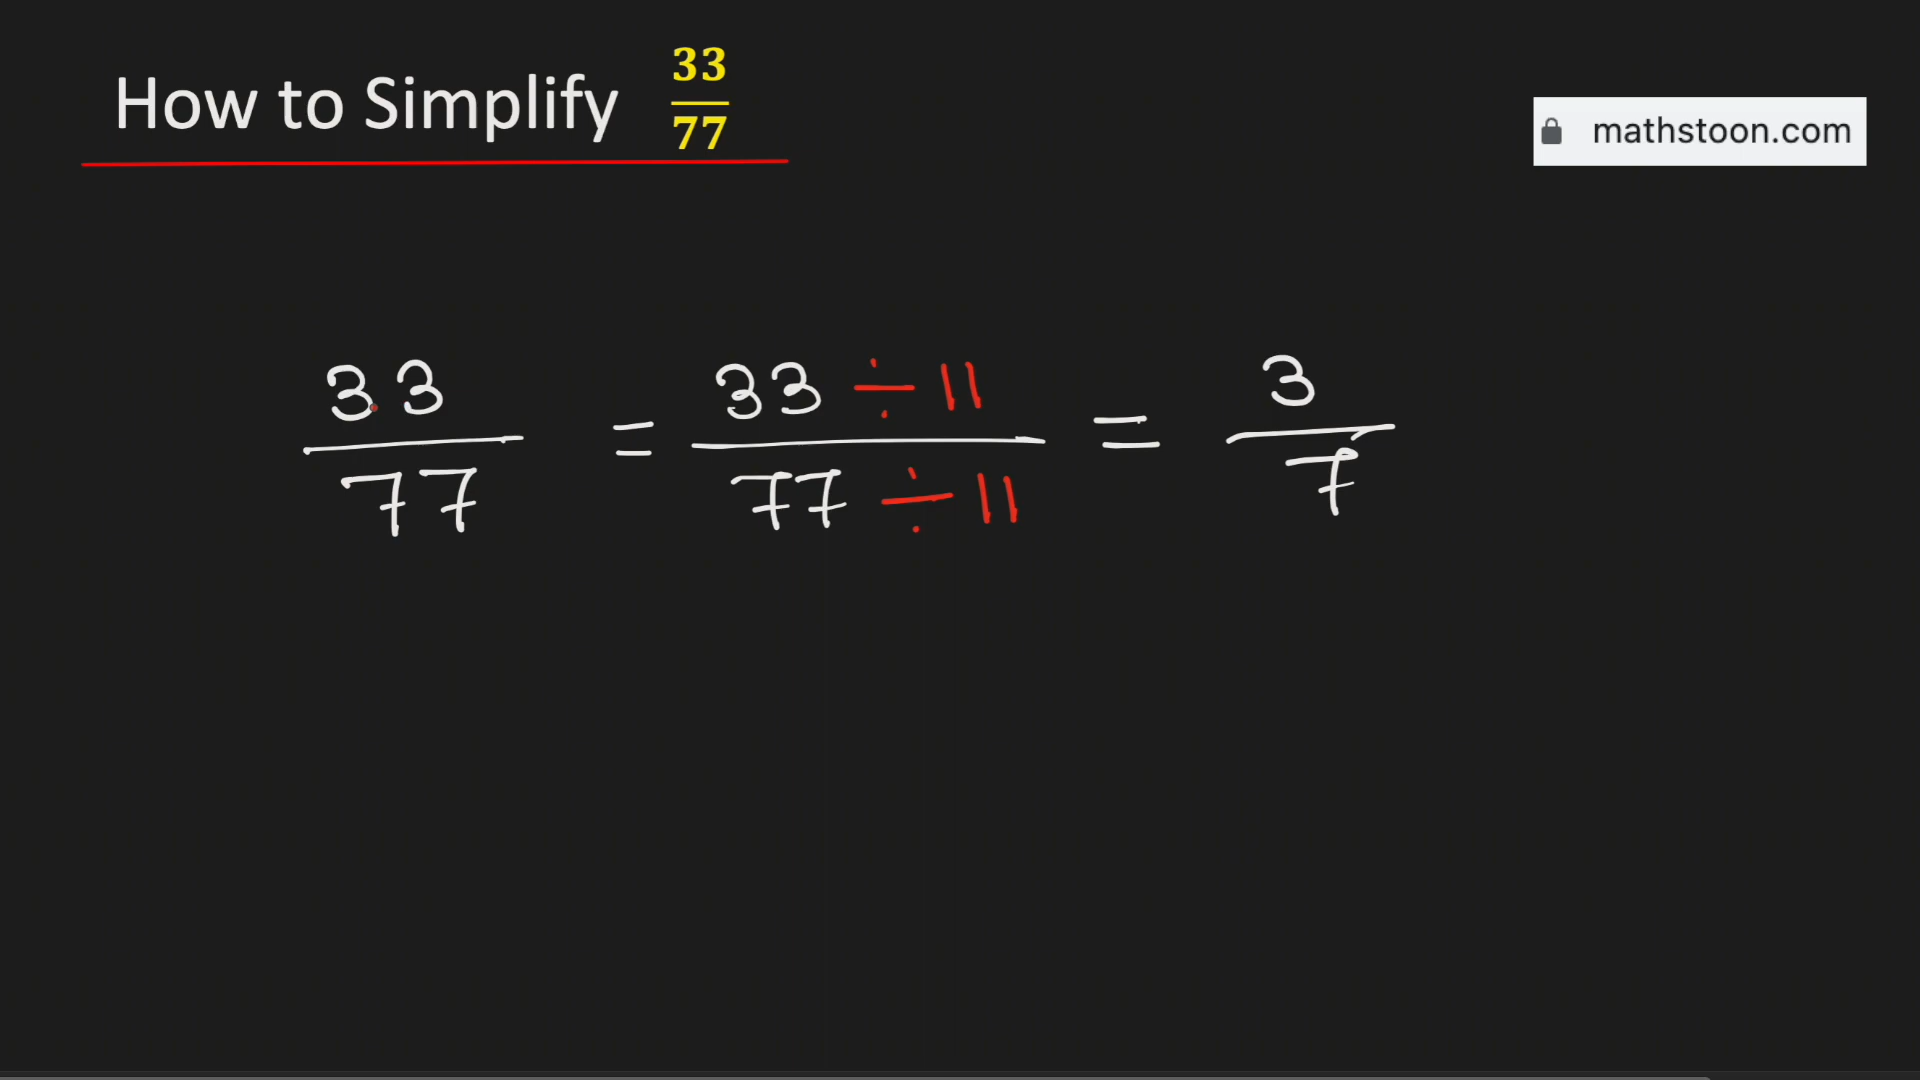 How to Simplify 33/77
mathstoon.com
33/77 = 33 ÷ 11/77 ÷ 11 = 3/7